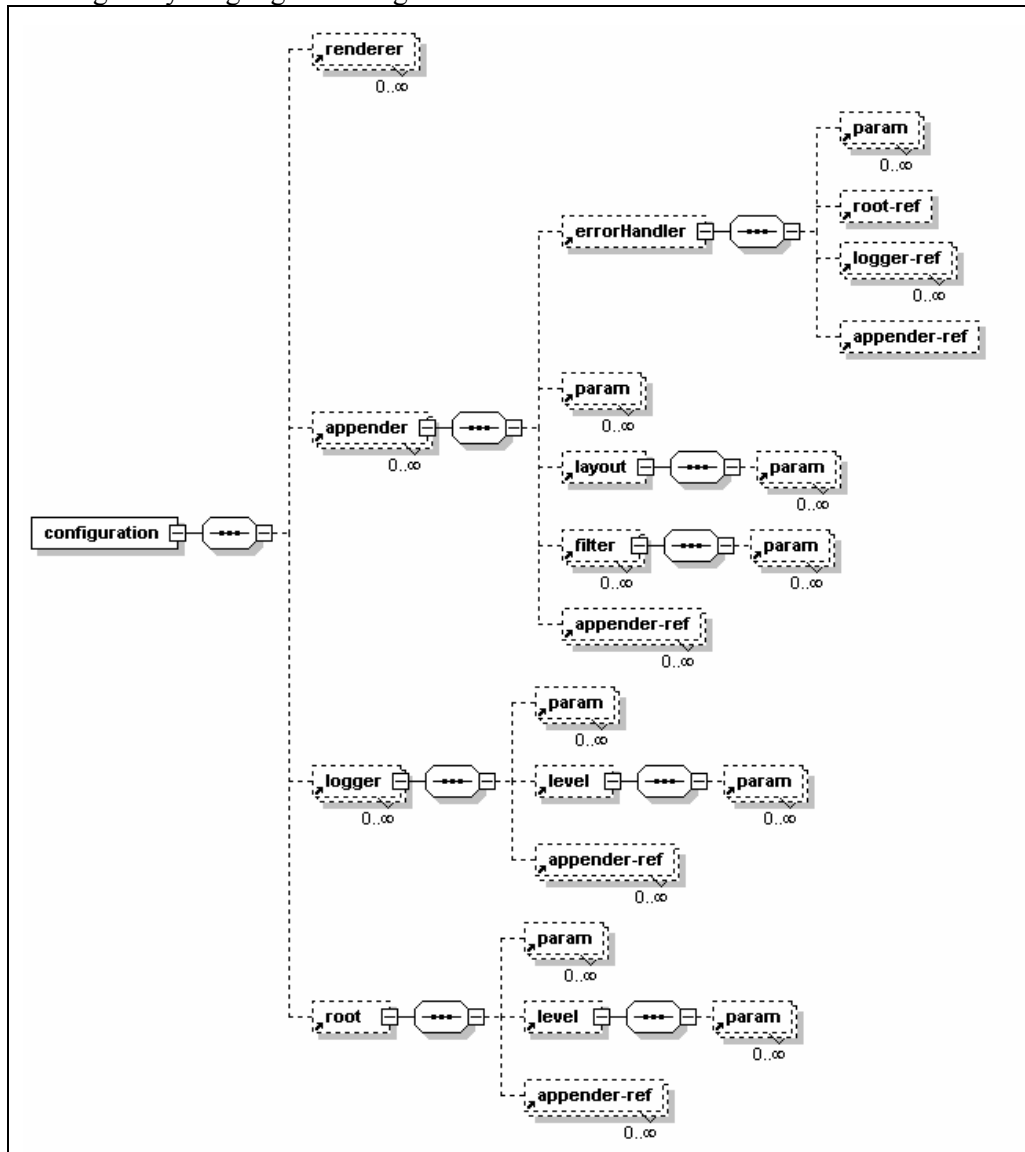 renderer
0..∞
param
0..∞
root-ref
errorHandler
logger-ref
0..∞
appender-ref
param
0..∞
appender
0..∞
layout
param
0..∞
configuration
filter
0..∞
param
0..∞
appender-ref
0..∞
param
0..∞
logger
0..∞
level
param
0..∞
appender-ref
0..∞
param
0..∞
root
level
param
0..∞
appender-ref
0..∞